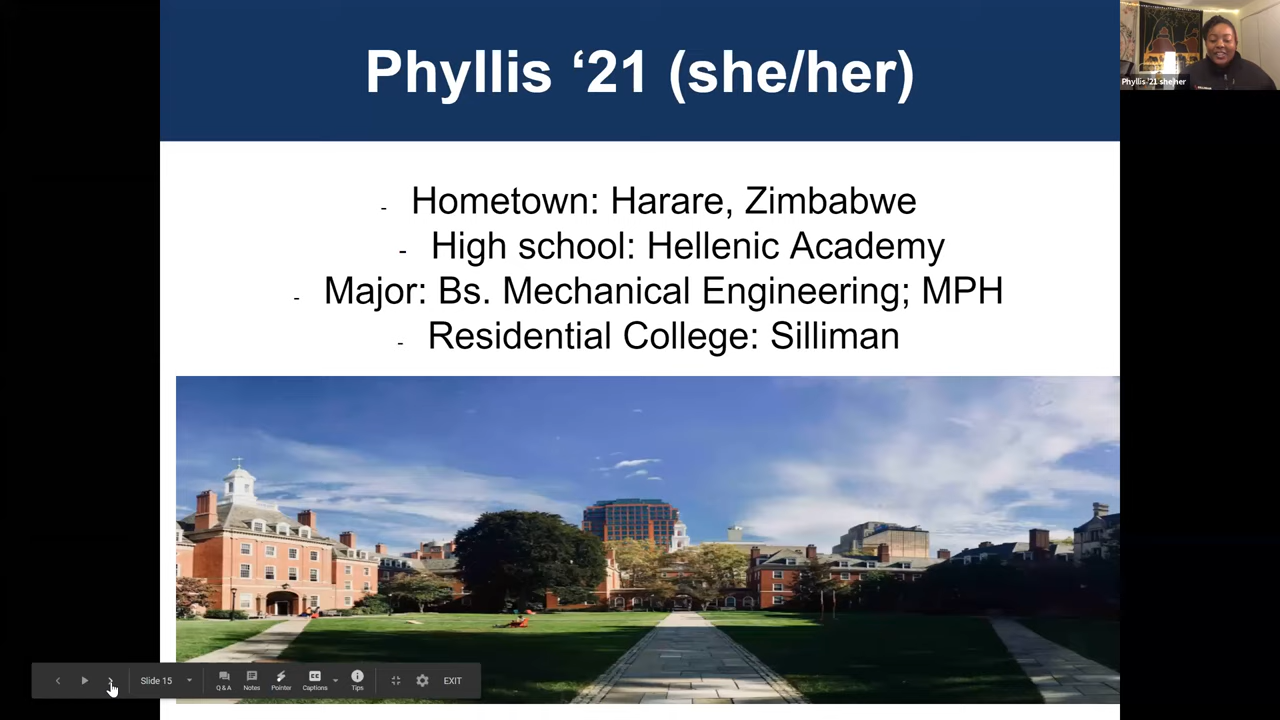 Phyllis ‘21 (she/her)
Phyllis '21 she/her
- Hometown: Harare, Zimbabwe
- High school: Hellenic Academy
- Major: Bs. Mechanical Engineering; MPH
- Residential College: Silliman
Slide 15
Q & A
Notes
Pointer
Captions
Tips
EXIT